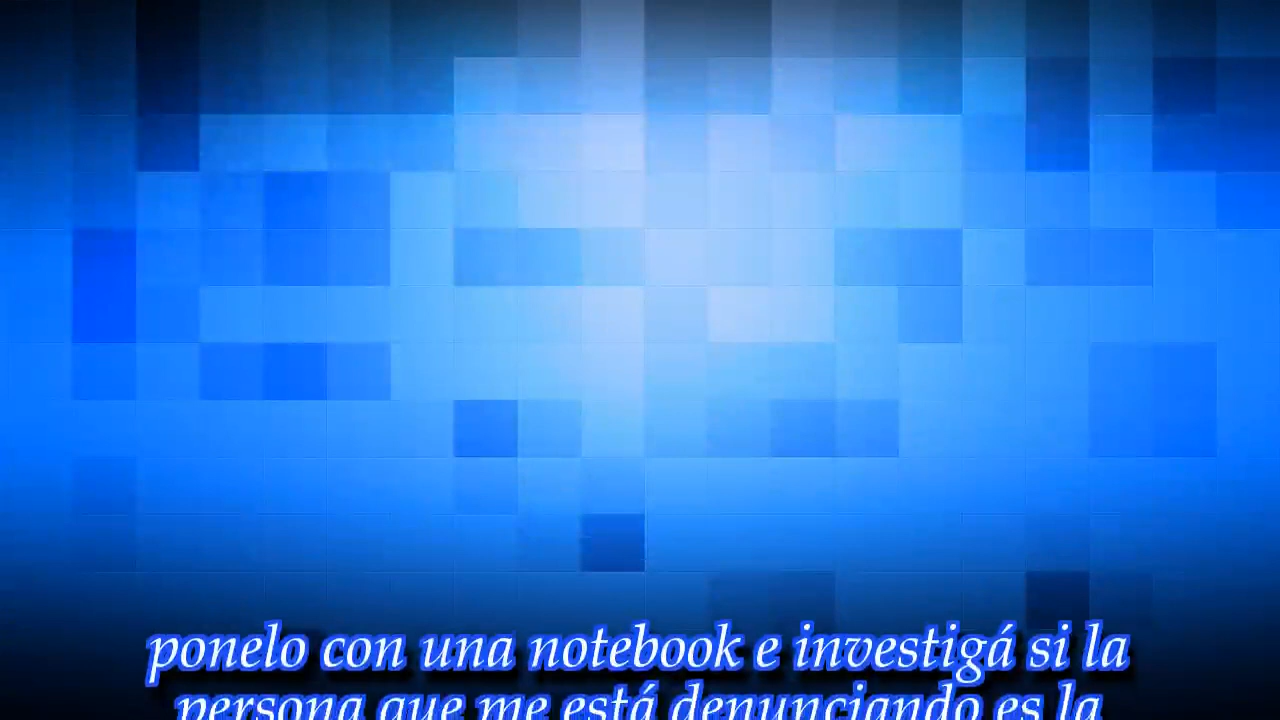 ponelo con una notebook e investigá si la
persona que me está denunciando es la